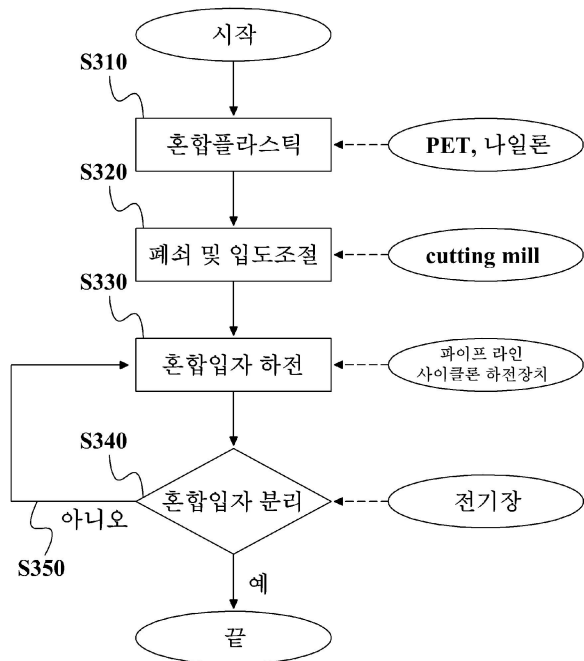 시작
S310
혼합플라스틱
PET, 나일론
S320
폐쇄 및 입도조절
cutting mill
S330
혼합입자 하전
파이프 라인
사이클론 하전장치
S340
혼합입자 분리
전기장
아니오
S350
예
끝